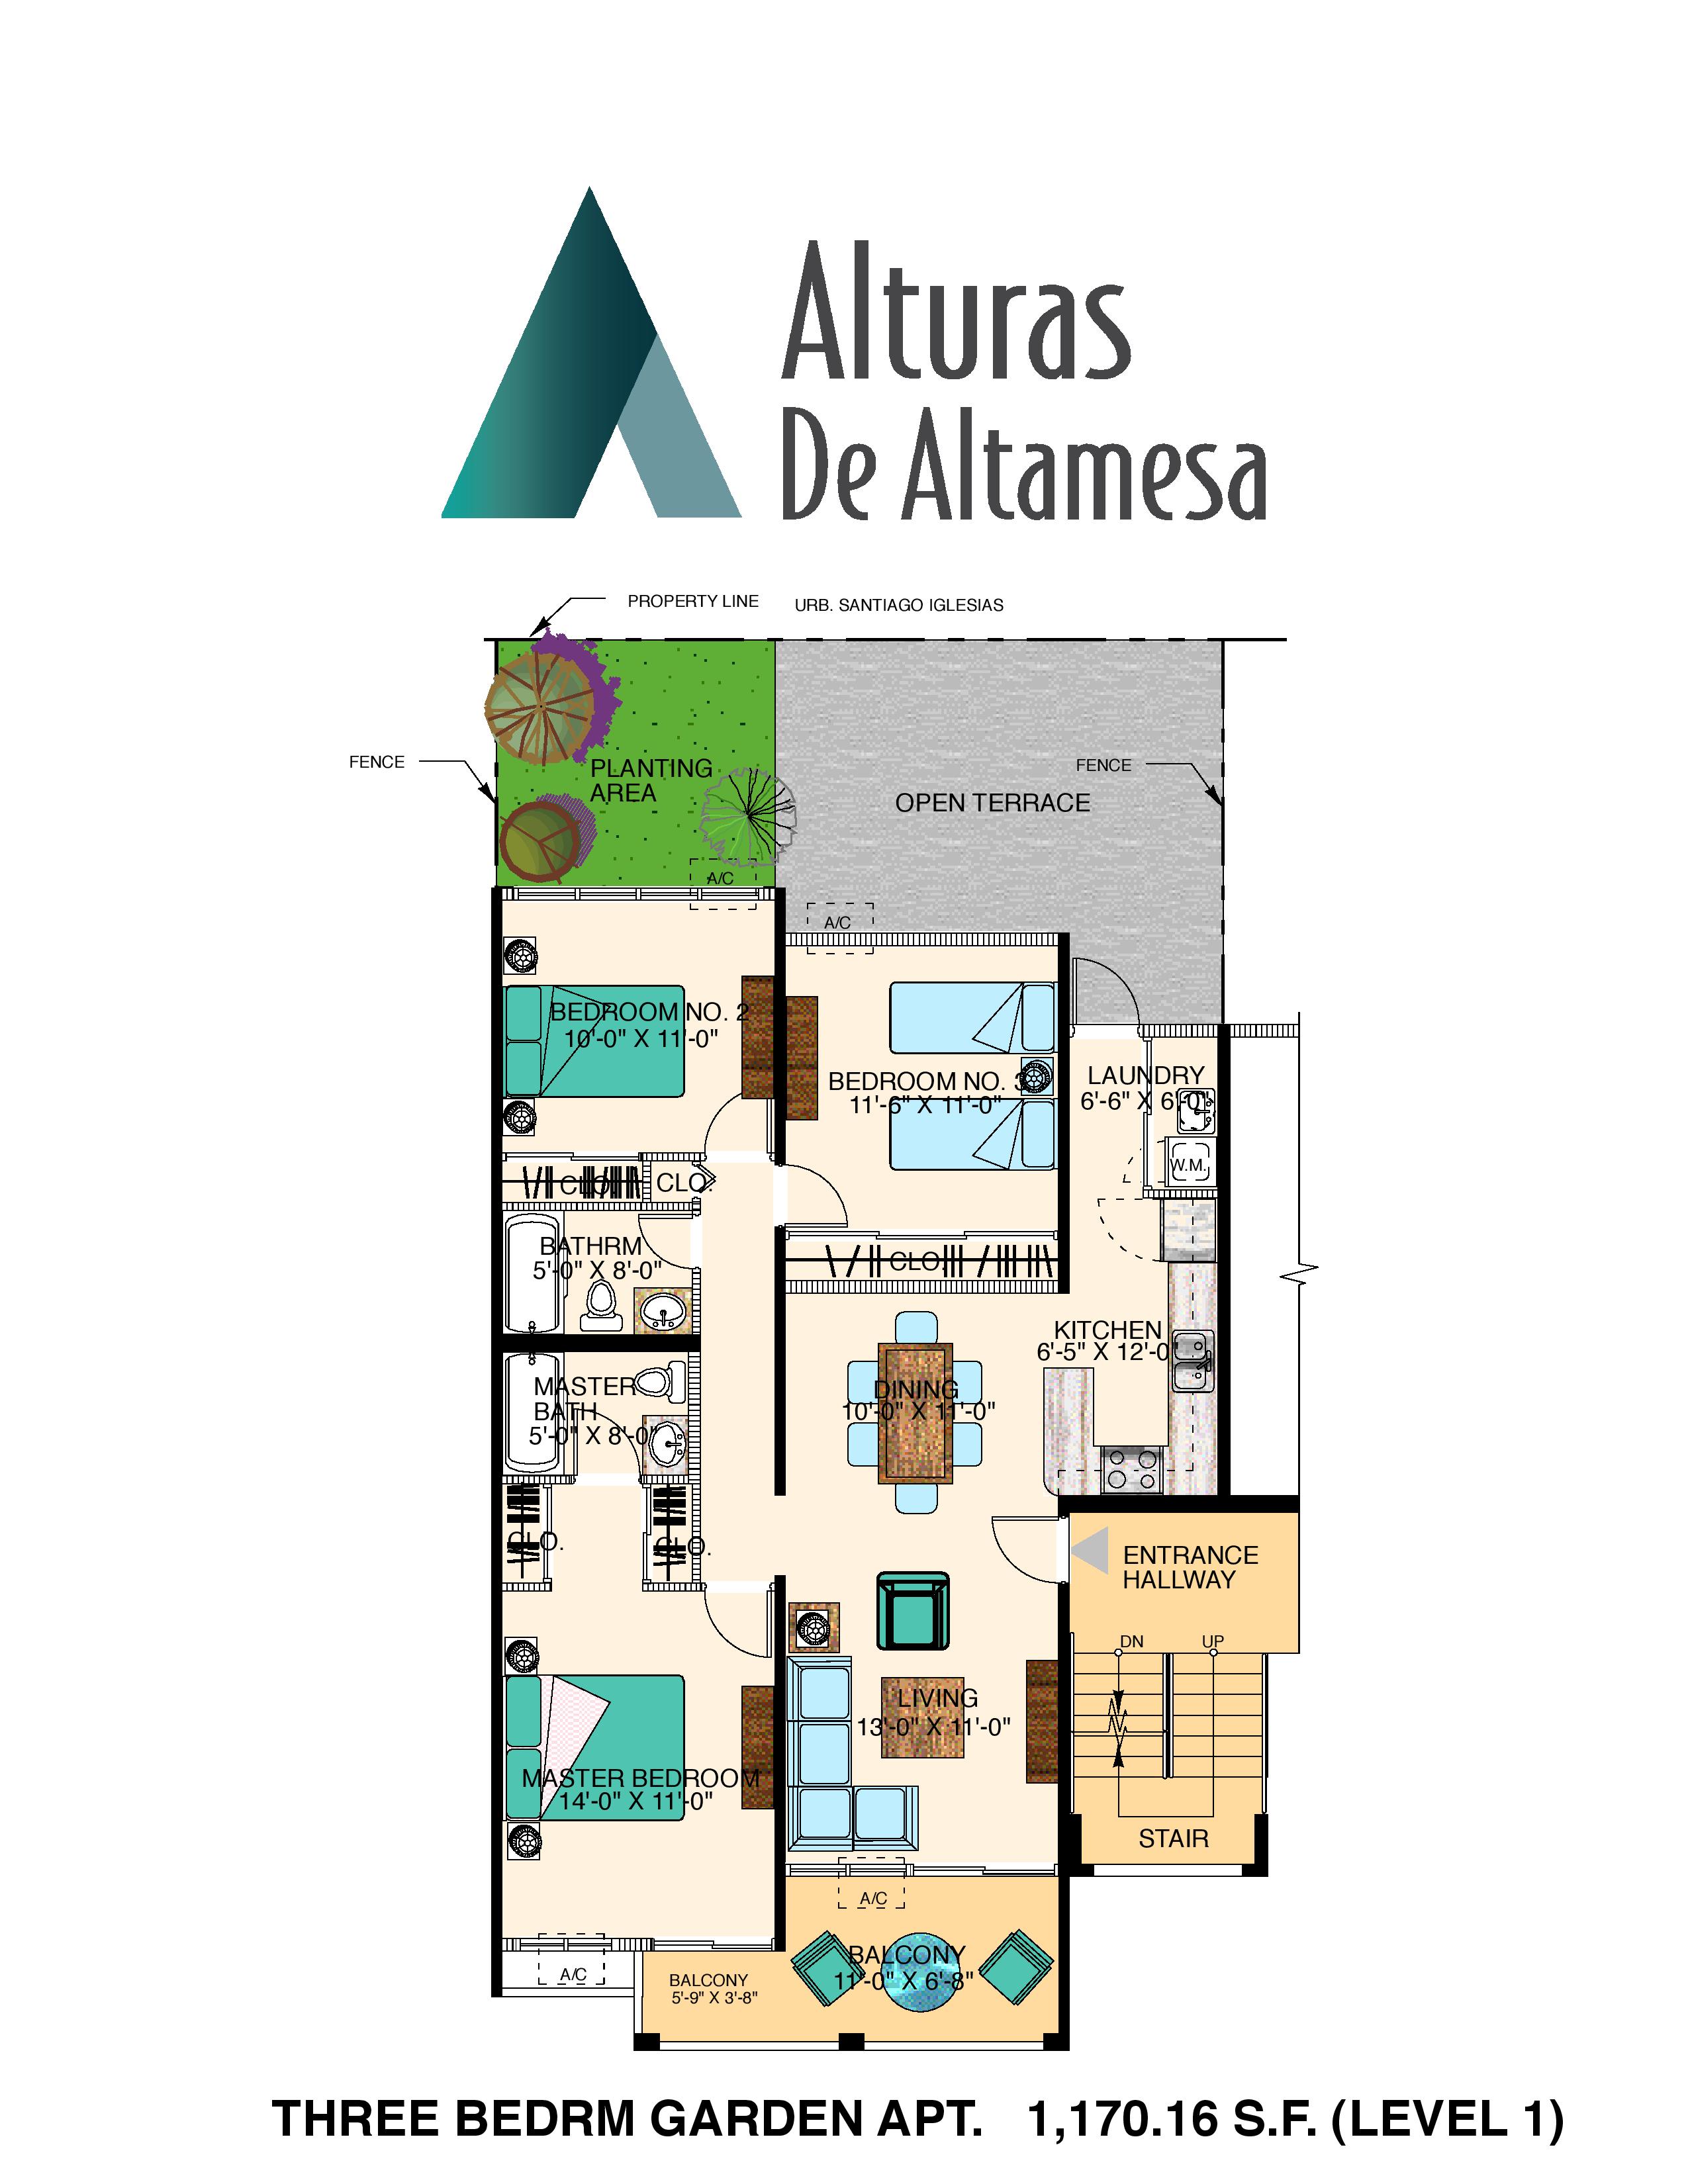 Alturas
De Altamesa
PROPERTY LINE
URB. SANTIAGO IGLESIAS
FENCE
PLANTING
AREA
FENCE
OPEN TERRACE
A/C
A/C
BEDROOM NO. 2
10'-0" X 11'-0"
BEDROOM NO. 3
11'-6" X 11'-0"
LAUNDRY
6'-6" X 6'-0"
W.M.
CLO.
CLO.
BATHRM
5'-0" X 8'-0"
CLO.
KITCHEN
6'-5" X 12'-0"
MASTER
BATH
5'-0" X 8'-0"
DINING
10'-0" X 11'-0"
CLO.
CLO.
ENTRANCE
HALLWAY
DN
UP
LIVING
13'-0" X 11'-0"
MASTER BEDROOM
14'-0" X 11'-0"
STAIR
A/C
A/C
BALCONY
11'-0" X 6'-8"
BALCONY
5'-9" X 3'-8"
THREE BEDRM GARDEN APT. 1,170.16 S.F. (LEVEL 1)